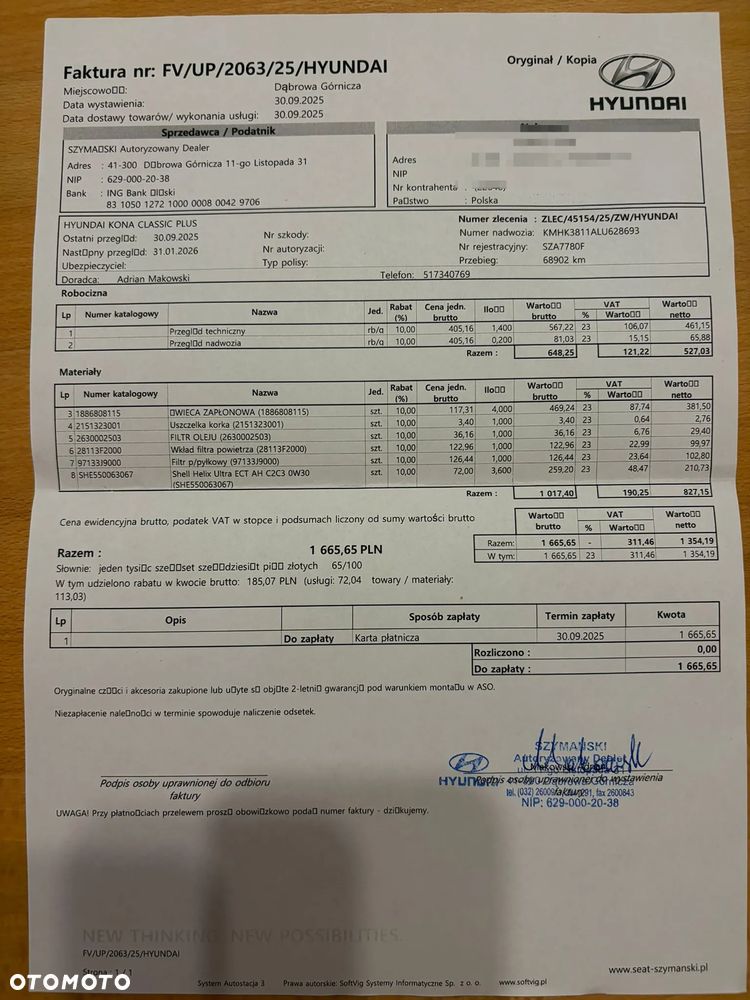 Faktura nr: FV/UP/2063/25/HYUNDAI
Oryginał / Kopia
HYUNDAI
Miejscowo▯▯: Dąbrowa Górnicza
Data wystawienia: 30.09.2025
Data dostawy towarów/ wykonania usługi: 30.09.2025
Sprzedawca / Podatnik
SZYMA▯SKI Autoryzowany Dealer
Adres : 41-300 D▯browa Górnicza 11-go Listopada 31
NIP : 629-000-20-38
Bank : ING Bank ▯l▯ski
83 1050 1272 1000 0008 0042 9706
Adres
NIP
Nr kontrahenta :
Pa▯stwo : Polska
HYUNDAI KONA CLASSIC PLUS
Ostatni przegl▯d: 30.09.2025
Nast▯pny przegl▯d: 31.01.2026
Ubezpieczyciel:
Doradca: Adrian Makowski
Nr szkody:
Nr autoryzacji:
Typ polisy:
Telefon: 517340769
Numer zlecenia : ZLEC/45154/25/ZW/HYUNDAI
Numer nadwozia: KMHK3811ALU628693
Nr rejestracyjny: SZA7780F
Przebieg: 68902 km
Robocizna
Lp Numer katalogowy Nazwa Jed. Rabat (%) Cena jedn. brutto Ilo▯▯ Warto▯▯ brutto VAT % Warto▯▯ Warto▯▯ netto
1 Przegl▯d techniczny rb/g 10,00 405,16 1,400 567,22 23 106,07 461,15
2 Przegl▯d nadwozia rb/g 10,00 405,16 0,200 81,03 23 15,15 65,88
Razem : 648,25 121,22 527,03
Materiały
Lp Numer katalogowy Nazwa Jed. Rabat (%) Cena jedn. brutto Ilo▯▯ Warto▯▯ brutto VAT % Warto▯▯ Warto▯▯ netto
3 1886808115 ▯WIECA ZAPŁONOWA (1886808115) szt. 10,00 117,31 4,000 469,24 23 87,74 381,50
4 2151323001 Uszczelka korka (2151323001) szt. 10,00 3,40 1,000 3,40 23 0,64 2,76
5 2630002503 FILTR OLEJU (2630002503) szt. 10,00 36,16 1,000 36,16 23 6,76 29,40
6 28113F2000 Wkład filtra powietrza (28113F2000) szt. 10,00 122,96 1,000 122,96 23 22,99 99,97
7 97133J9000 Filtr p/pyłkowy (97133J9000) szt. 10,00 126,44 1,000 126,44 23 23,64 102,80
8 SHE550063067 Shell Helix Ultra ECT AH C2C3 0W30 szt. 10,00 72,00 3,600 259,20 23 48,47 210,73
(SHE550063067)
Razem : 1 017,40 190,25 827,15
Cena ewidencyjna brutto, podatek VAT w stopce i podsumach liczony od sumy wartości brutto
Warto▯▯ brutto VAT % Warto▯▯ Warto▯▯ netto
Razem: 1 665,65 - 311,46 1 354,19
W tym: 1 665,65 23 311,46 1 354,19
Razem : 1 665,65 PLN
Słownie: jeden tysi▯c sze▯▯set sze▯▯dziesi▯t pi▯▯ złotych 65/100
W tym udzielono rabatu w kwocie brutto: 185,07 PLN (usługi: 72,04 towary / materiały:
113,03)
Lp Opis Sposób zapłaty Termin zapłaty Kwota
1 Do zapłaty Karta płatnicza 30.09.2025 1 665,65
Rozliczono : 0,00
Do zapłaty : 1 665,65
Oryginalne cz▯▯ci i akcesoria zakupione lub u▯yte s▯ obj▯te 2-letni▯ gwarancj▯ pod warunkiem monta▯u w ASO.
Niezapłacenie nale▯no▯ci w terminie spowoduje naliczenie odsetek.
SZYMAŃSKI
Autoryzowany Dealer
HYUNDAI
Dąbrowa Górnicza
NIP: 629-000-20-38
Podpis osoby uprawnionej do odbioru
faktury
Podpis osoby uprawnionej do wystawienia
faktury
UWAGA! Przy płatno▯ciach przelewem prosz▯ obowi▯zkowo poda▯ numer faktury - dzi▯kujemy.
NEW THINKING. NEW POSSIBILITIES.
FV/UP/2063/25/HYUNDAI
Strona : 1 / 1
System Autostacja 3 Prawa autorskie: SoftVig Systemy Informatyczne Sp. z o. o. www.softvig.pl
www.seat-szymanski.pl
OTOMOTO